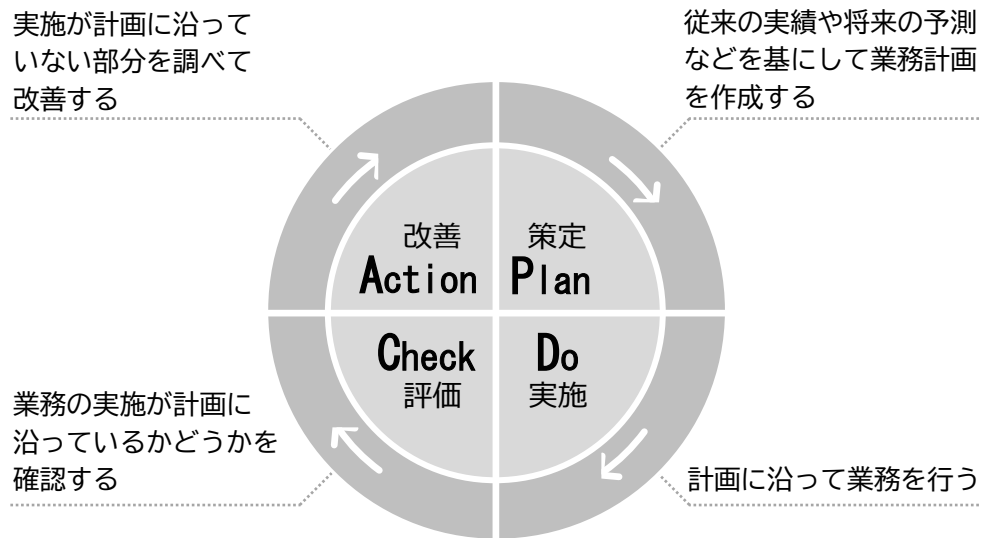 実施が計画に沿って
いない部分を調べて
改善する
従来の実績や将来の予測
などを基にして業務計画
を作成する
改善
Action
策定
Plan
Check
評価
Do
実施
業務の実施が計画に
沿っているかどうかを
確認する
計画に沿って業務を行う